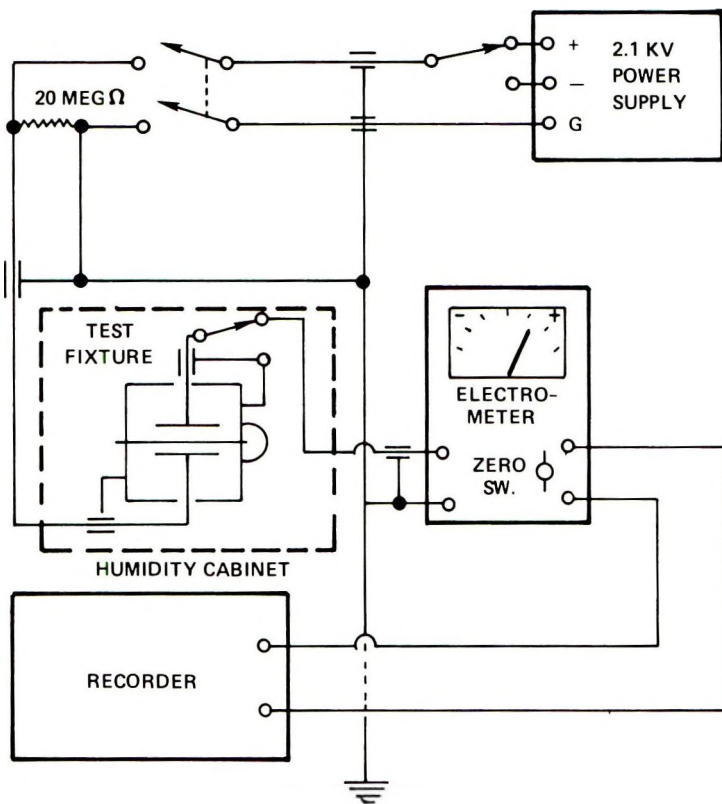 2.1 KV
POWER
SUPPLY
+
−
G
20 MEG Ω
TEST
FIXTURE
HUMIDITY CABINET
- +
ELECTRO-
METER
ZERO
SW.
RECORDER